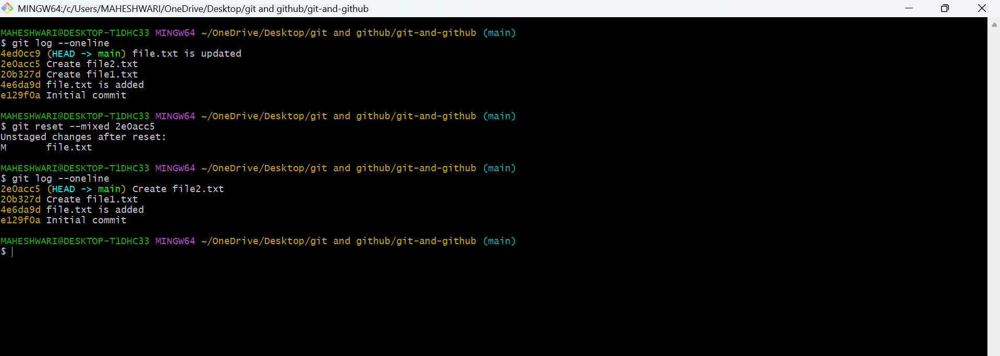 MINGW64:/c/Users/MAHESHWARI/OneDrive/Desktop/git and github/git-and-github
MAHESHWARI@DESKTOP-T1DHC33 MINGW64 ~/OneDrive/Desktop/git and github/git-and-github (main)
$ git log --oneline
4ed0cc9 (HEAD -> main) file.txt is updated
2e0acc5 Create file2.txt
20b327d Create file1.txt
4e6da9d file.txt is added
e129f0a Initial commit
MAHESHWARI@DESKTOP-T1DHC33 MINGW64 ~/OneDrive/Desktop/git and github/git-and-github (main)
$ git reset --mixed 2e0acc5
Unstaged changes after reset:
M       file.txt
MAHESHWARI@DESKTOP-T1DHC33 MINGW64 ~/OneDrive/Desktop/git and github/git-and-github (main)
$ git log --oneline
2e0acc5 (HEAD -> main) Create file2.txt
20b327d Create file1.txt
4e6da9d file.txt is added
e129f0a Initial commit
MAHESHWARI@DESKTOP-T1DHC33 MINGW64 ~/OneDrive/Desktop/git and github/git-and-github (main)
$